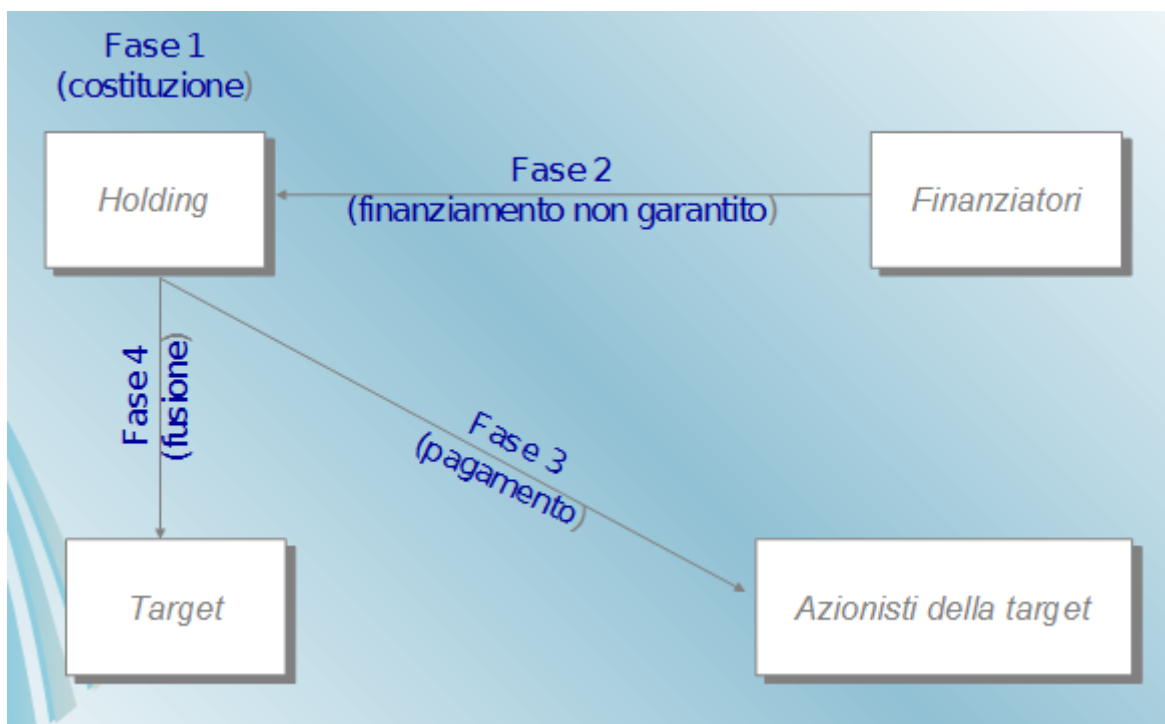 Fase 1
(costituzione)
Holding
Fase 2
(finanziamento non garantito)
Finanziatori
Fase 4
(fusione)
Fase 3
(pagamento)
Target
Azionisti della target